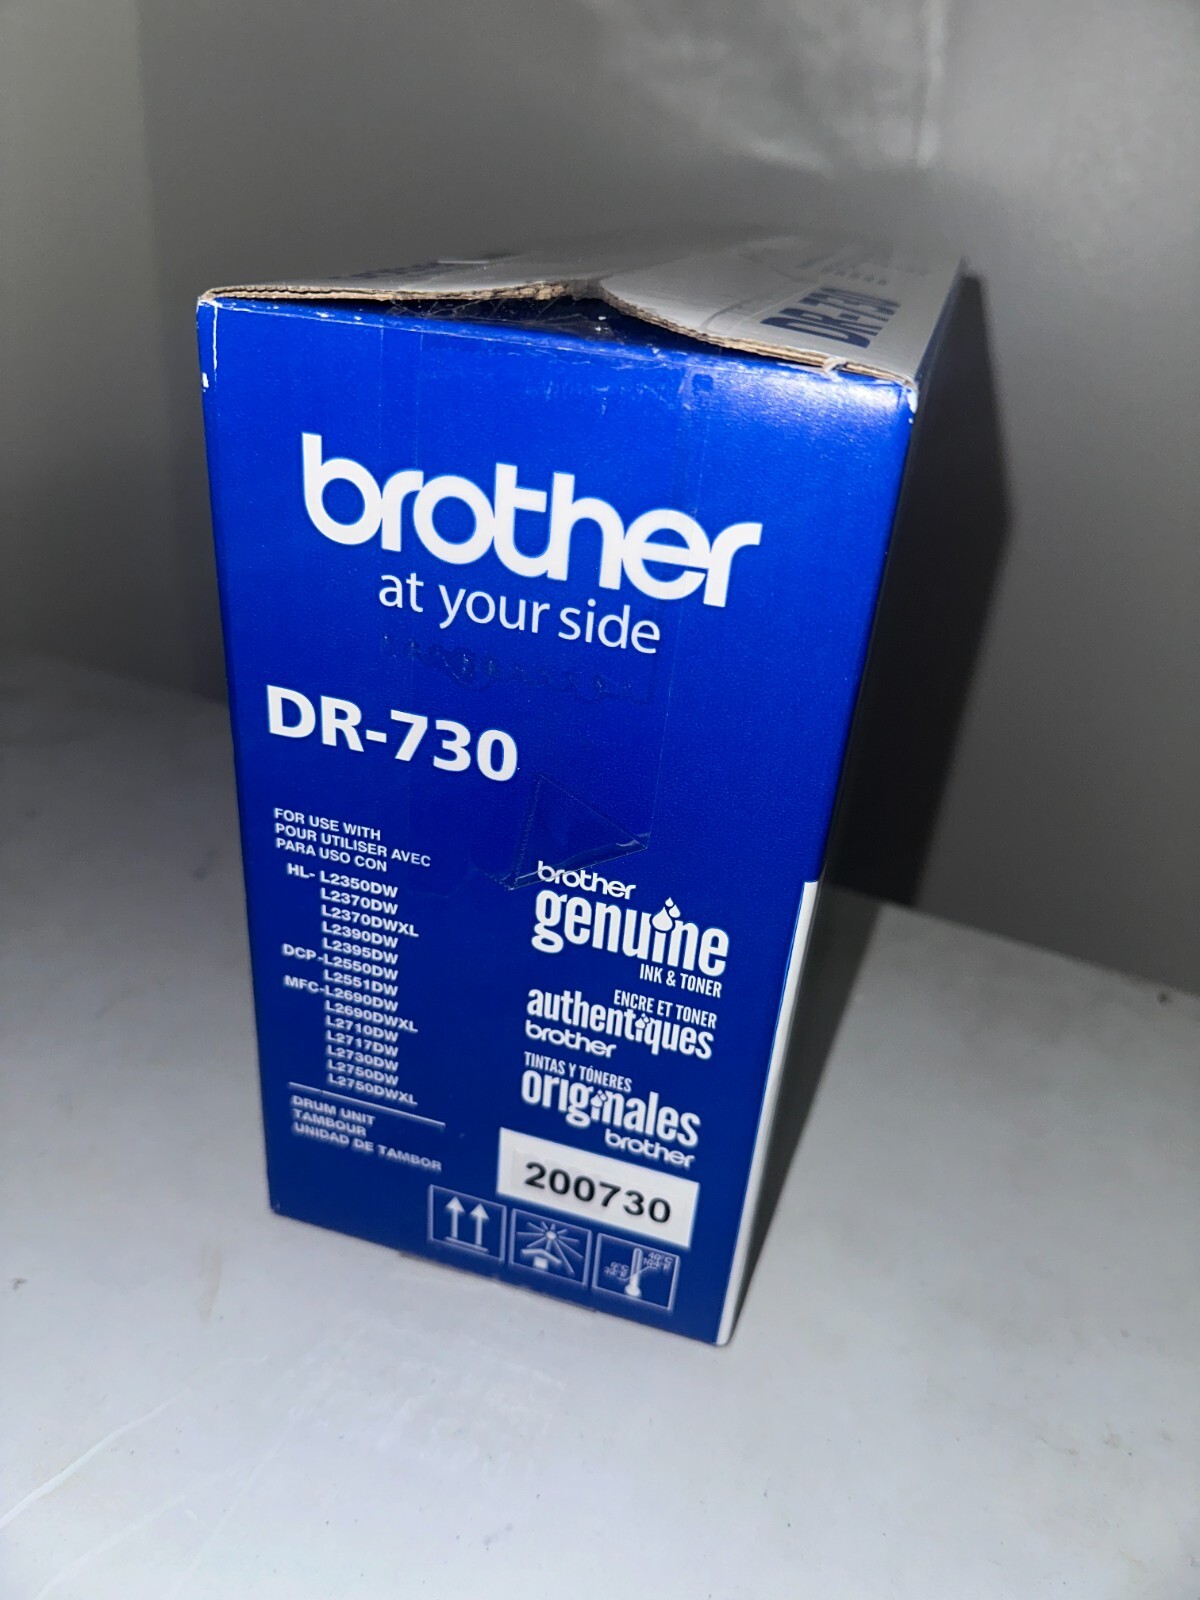 DR-730
brother
at your side
DR-730
FOR USE WITH
POUR UTILISER AVEC
PARA USO CON
HL- L2350DW
L2370DW
L2370DWXL
L2390DW
L2395DW
DCP-L2550DW
L2551DW
MFC-L2690DW
L2690DWXL
L2710DW
L2717DW
L2730DW
L2750DW
L2750DWXL
DRUM UNIT
TAMBOUR
UNIDAD DE TAMBOR
brother
genuine
INK & TONER
ENCRE ET TONER
authentiques
brother
TINTAS Y TÓNERES
originales
brother
200730